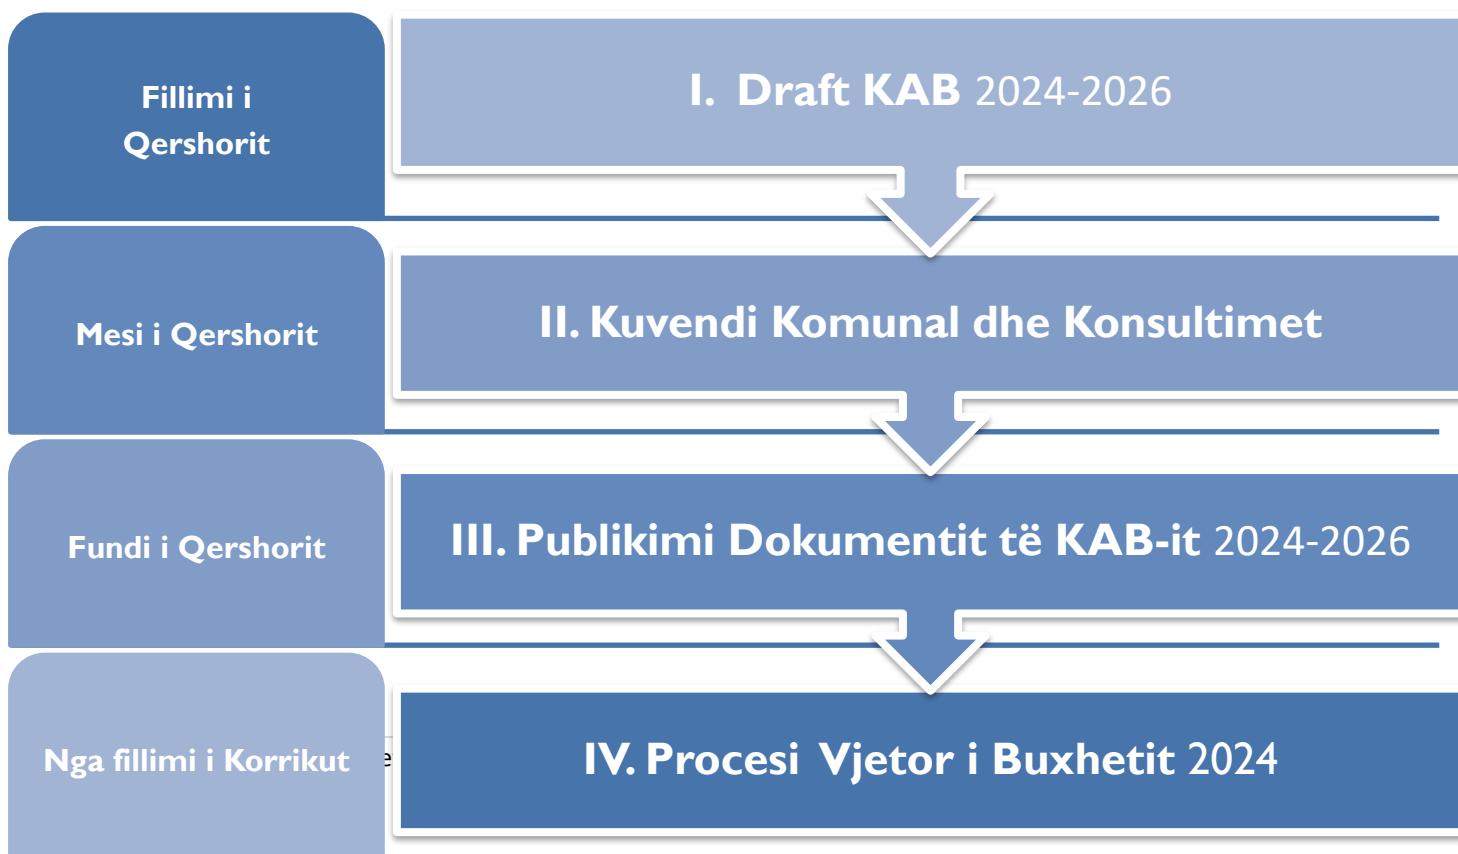 Fillimi i
Qershorit
I. Draft KAB 2024-2026
Mesi i Qershorit
II. Kuvendi Komunal dhe Konsultimet
Fundi i Qershorit
III. Publikimi Dokumentit të KAB-it 2024-2026
Nga fillimi i Korrikut
IV. Procesi Vjetor i Buxhetit 2024